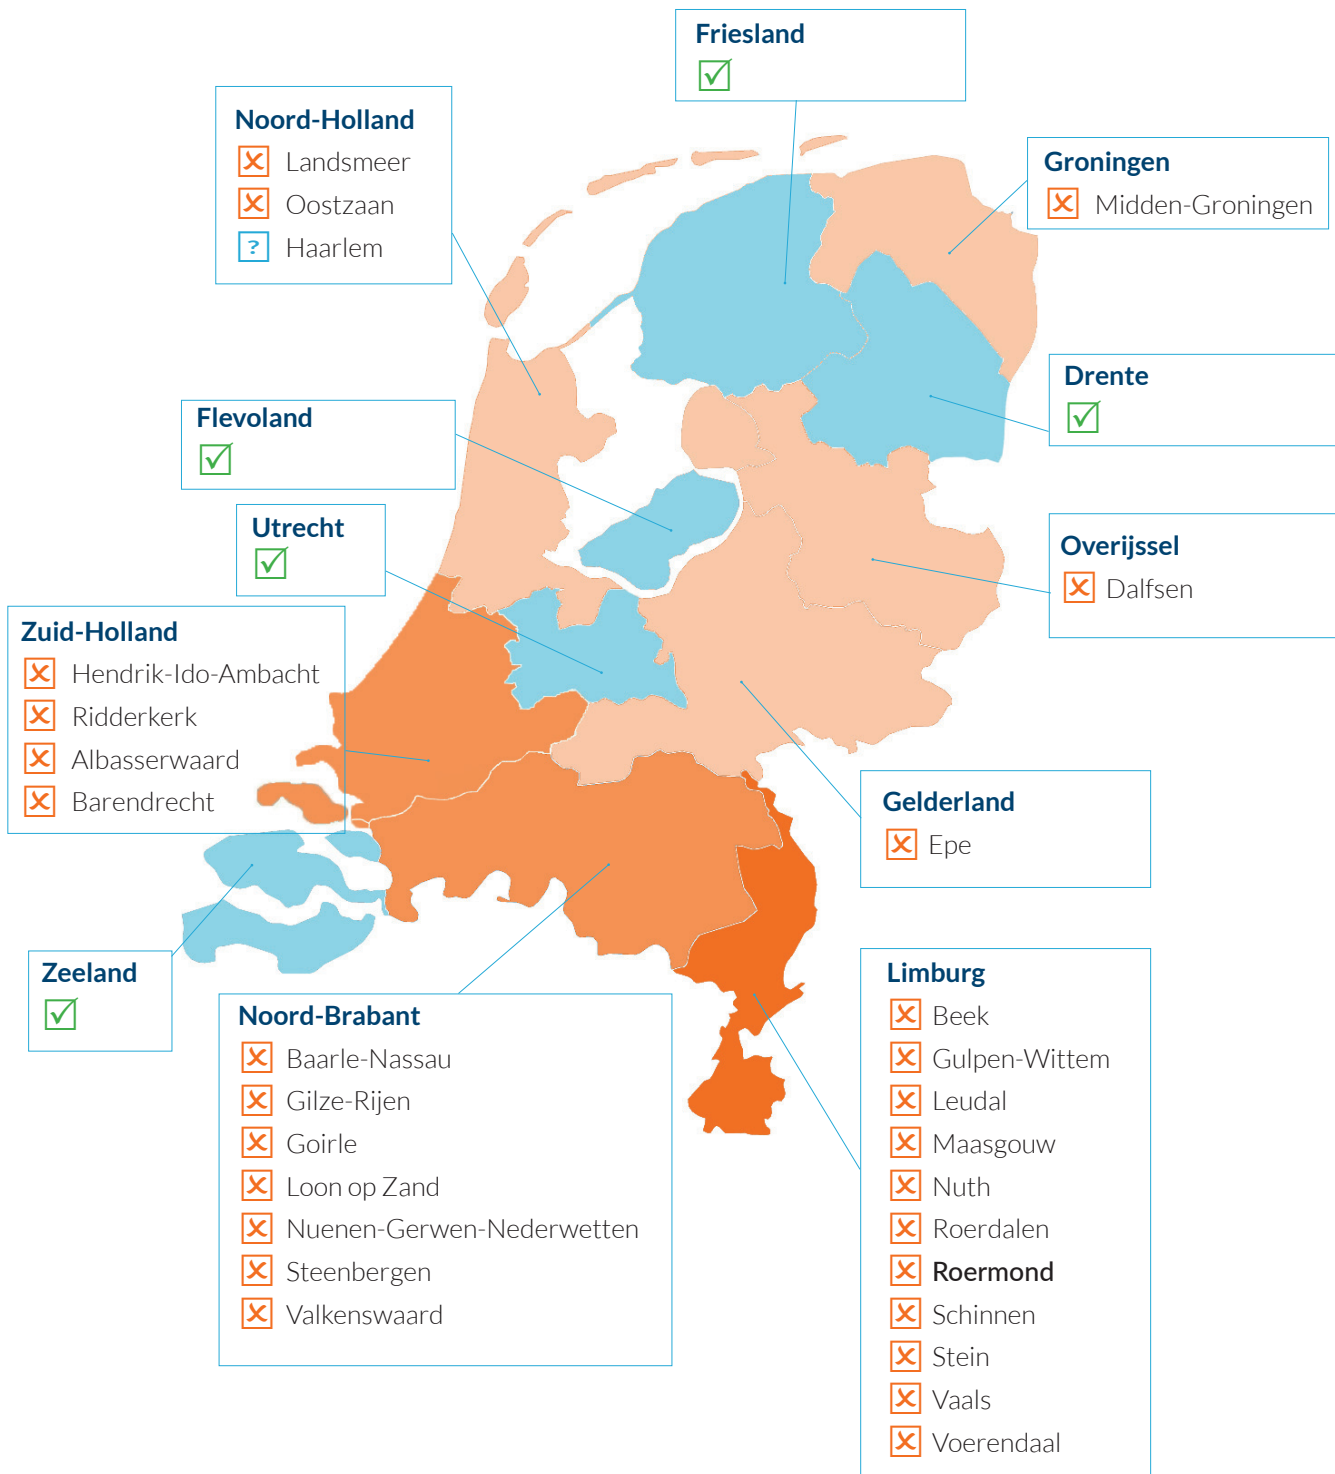 Friesland
Noord-Holland
Landsmeer
Oostzaan
? Haarlem
Groningen
Midden-Groningen
Drente
Flevoland
Utrecht
Overijssel
Dalfsen
Zuid-Holland
Hendrik-Ido-Ambacht
Ridderkerk
Albasserwaard
Barendrecht
Gelderland
Epe
Zeeland
Noord-Brabant
Baarle-Nassau
Gilze-Rijen
Goirle
Loon op Zand
Nuenen-Gerwen-Nederwetten
Steenbergen
Valkenswaard
Limburg
Beek
Gulpen-Wittem
Leudal
Maasgouw
Nuth
Roerdalen
Roermond
Schinnen
Stein
Vaals
Voerendaal